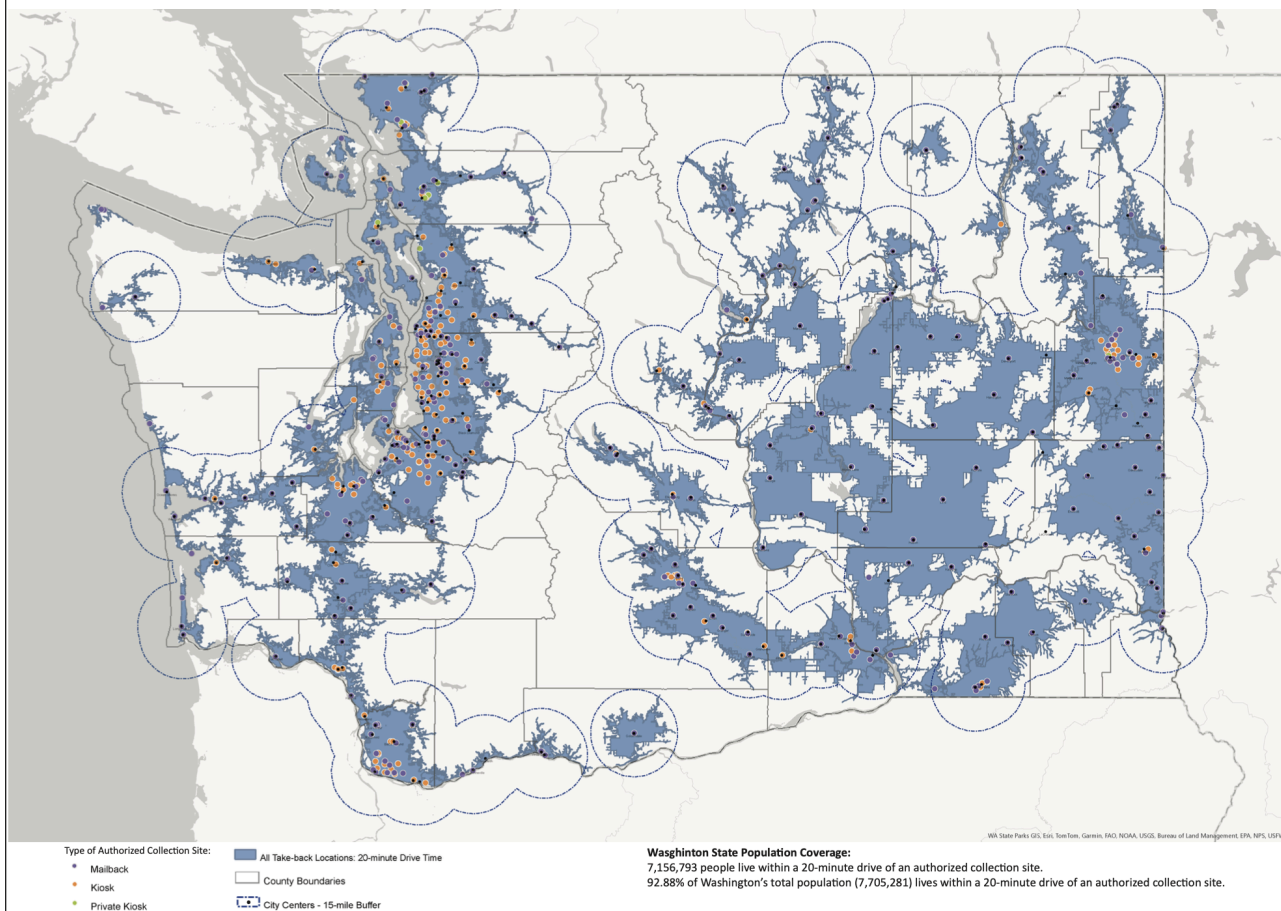 WA State Parks GIS, Esri, TomTom, Garmin, FAO, NOAA, USGS, Bureau of Land Management, EPA, NPS, USFW
Type of Authorized Collection Site:
Mailback
Kiosk
Private Kiosk
All Take-back Locations: 20-minute Drive Time
County Boundaries
City Centers - 15-mile Buffer
Wasghinton State Population Coverage:
7,156,793 people live within a 20-minute drive of an authorized collection site.
92.88% of Washington’s total population (7,705,281) lives within a 20-minute drive of an authorized collection site.